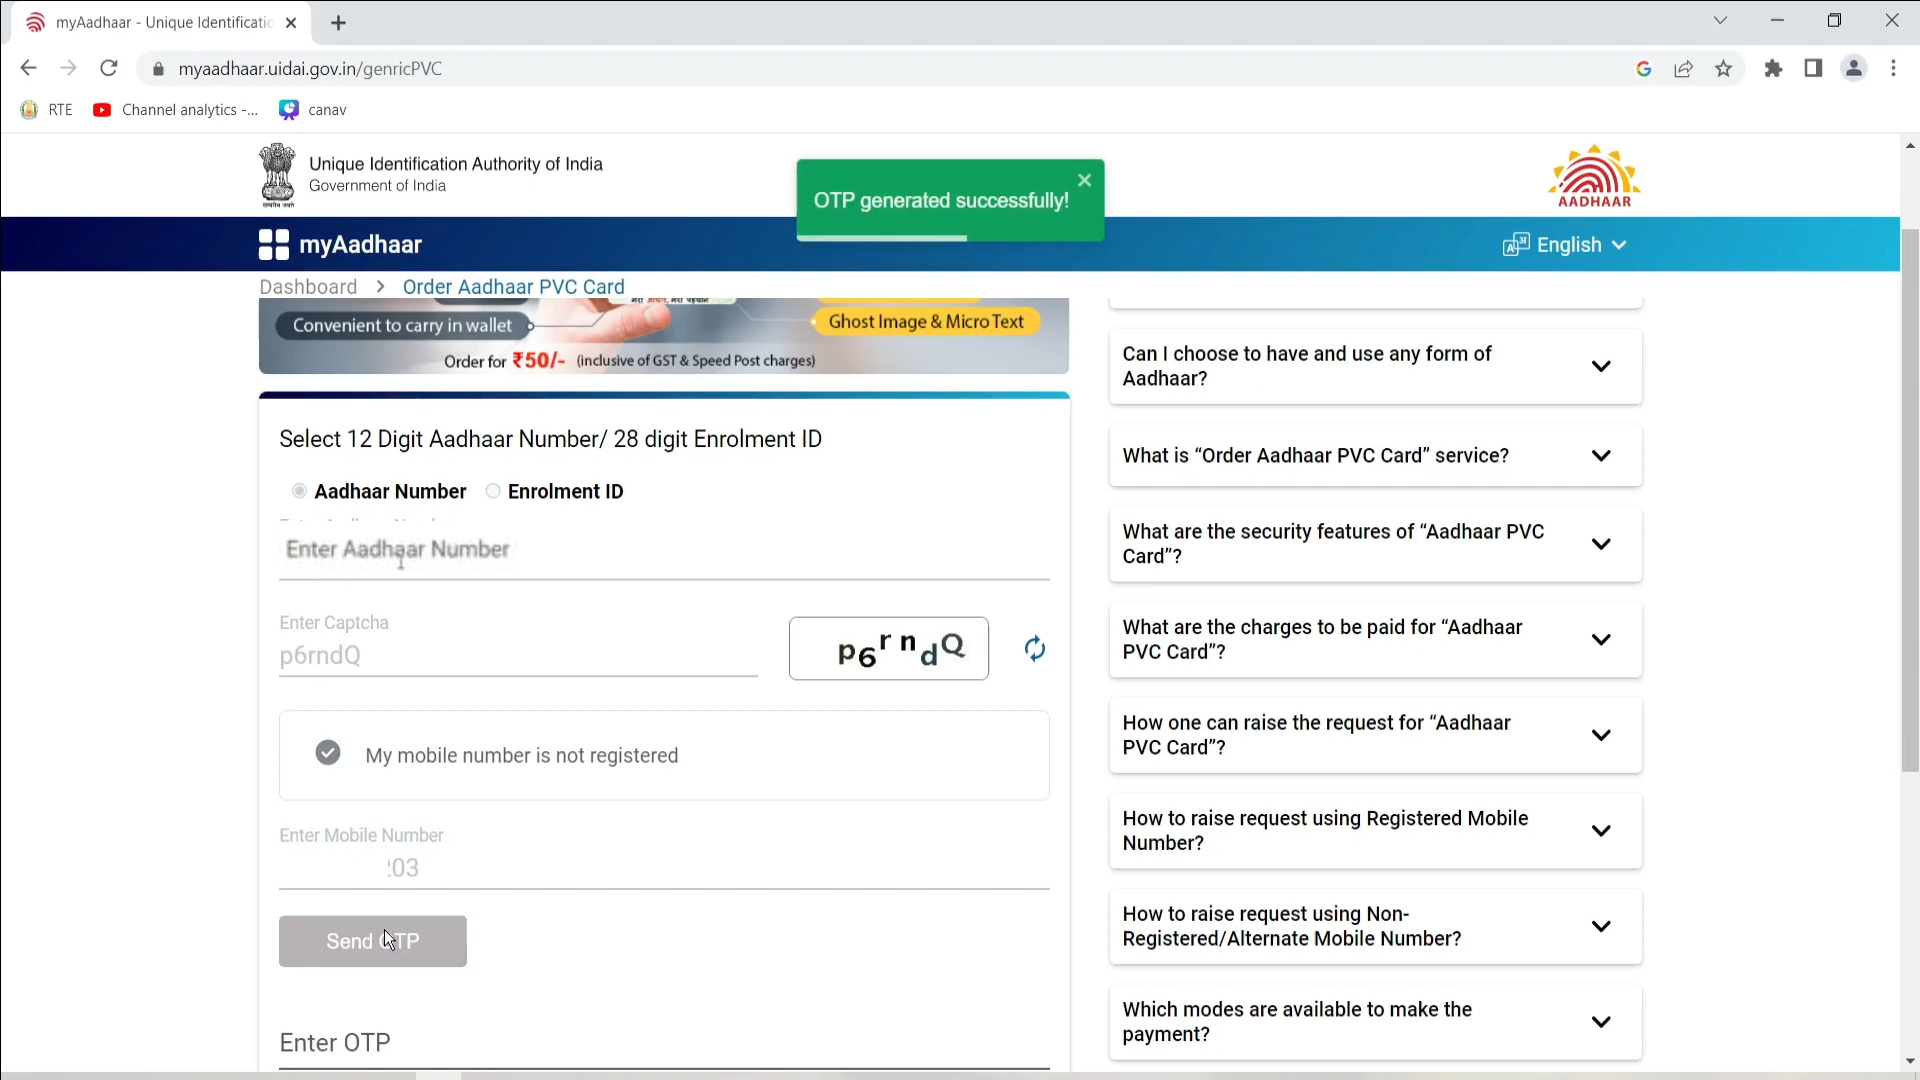 myAadhaar - Unique Identificatio
myaadhaar.uidai.gov.in/genricPVC
RTE
Channel analytics -...
canav
Unique Identification Authority of India
Government of India
सत्यमेव जयते
AADHAAR
OTP generated successfully!
myAadhaar
English
Dashboard > Order Aadhaar PVC Card
मेरा आधार, मेरी पहचान
Convenient to carry in wallet
Ghost Image & Micro Text
Order for ₹50/- (inclusive of GST & Speed Post charges)
Select 12 Digit Aadhaar Number/ 28 digit Enrolment ID
Aadhaar Number
Enrolment ID
Enter Aadhaar Number
Enter Captcha
p6rndQ
p6rndQ
My mobile number is not registered
Enter Mobile Number
03
Send OTP
Enter OTP
Can I choose to have and use any form of
Aadhaar?
What is “Order Aadhaar PVC Card” service?
What are the security features of “Aadhaar PVC
Card”?
What are the charges to be paid for “Aadhaar
PVC Card”?
How one can raise the request for “Aadhaar
PVC Card”?
How to raise request using Registered Mobile
Number?
How to raise request using Non-
Registered/Alternate Mobile Number?
Which modes are available to make the
payment?